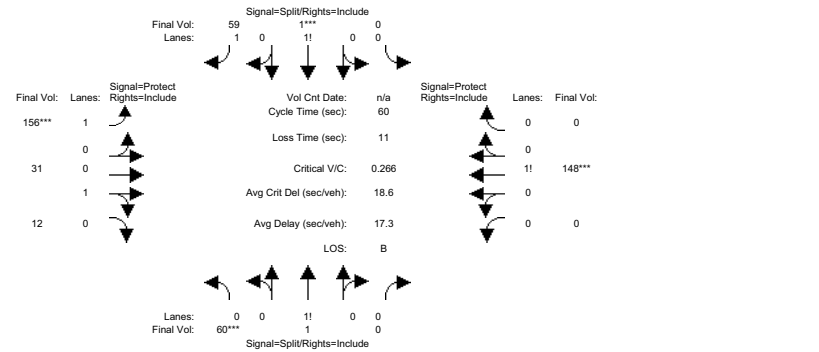 Signal=Split/Rights=Include
Final Vol: 59 1*** 0
Lanes: 1 0 1! 0 0
Signal=Protect Signal=Protect
Final Vol: Lanes: Rights=Include Vol Cnt Date: n/a Rights=Include Lanes: Final Vol:
Cycle Time (sec): 60
156*** 1 0 0
Loss Time (sec): 11
0 0
31 0 Critical V/C: 0.266 1! 148***
1 Avg Crit Del (sec/veh): 18.6 0
12 0 Avg Delay (sec/veh): 17.3 0 0
LOS: B
Lanes: 0 0 1! 0 0
Final Vol: 60*** 1 0
Signal=Split/Rights=Include